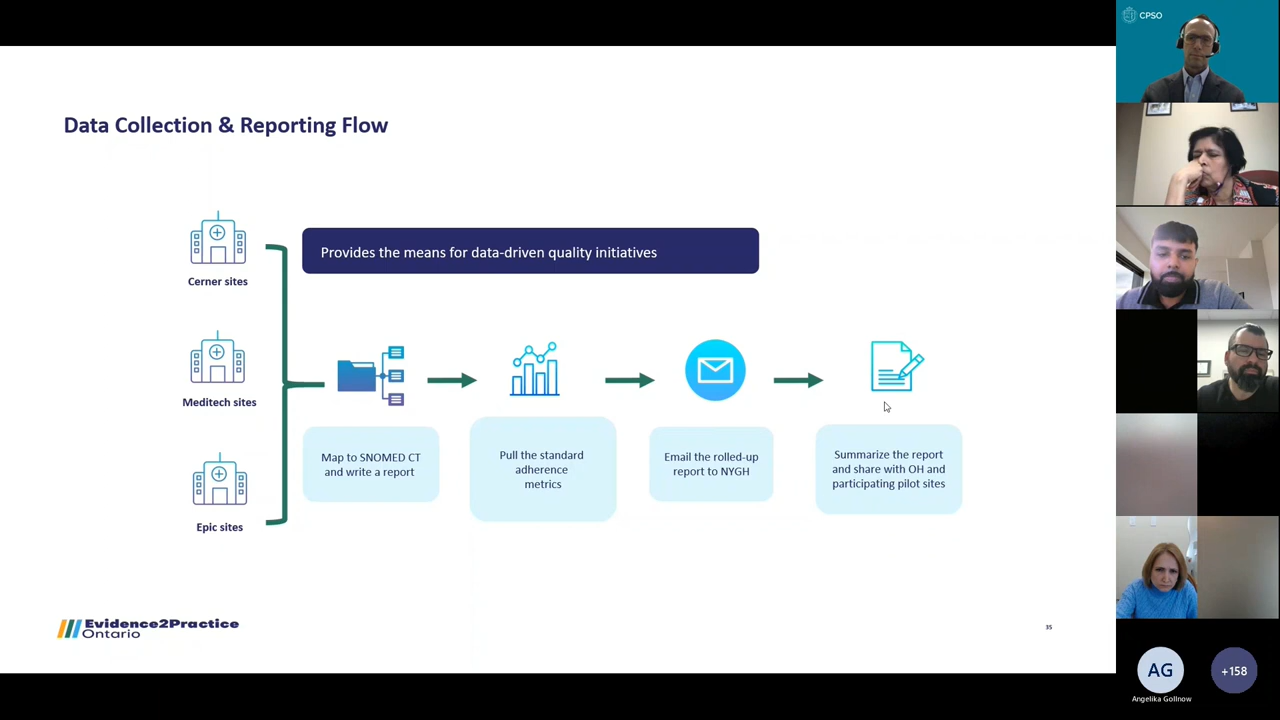 CPSO
Data Collection & Reporting Flow
Provides the means for data-driven quality initiatives
Cerner sites
Meditech sites
Epic sites
Map to SNOMED CT
and write a report
Pull the standard
adherence
metrics
Email the rolled-up
report to NYGH
Summarize the report
and share with OH and
participating pilot sites
Evidence2Practice
Ontario
35
AG
Angelika Gollnow
+158